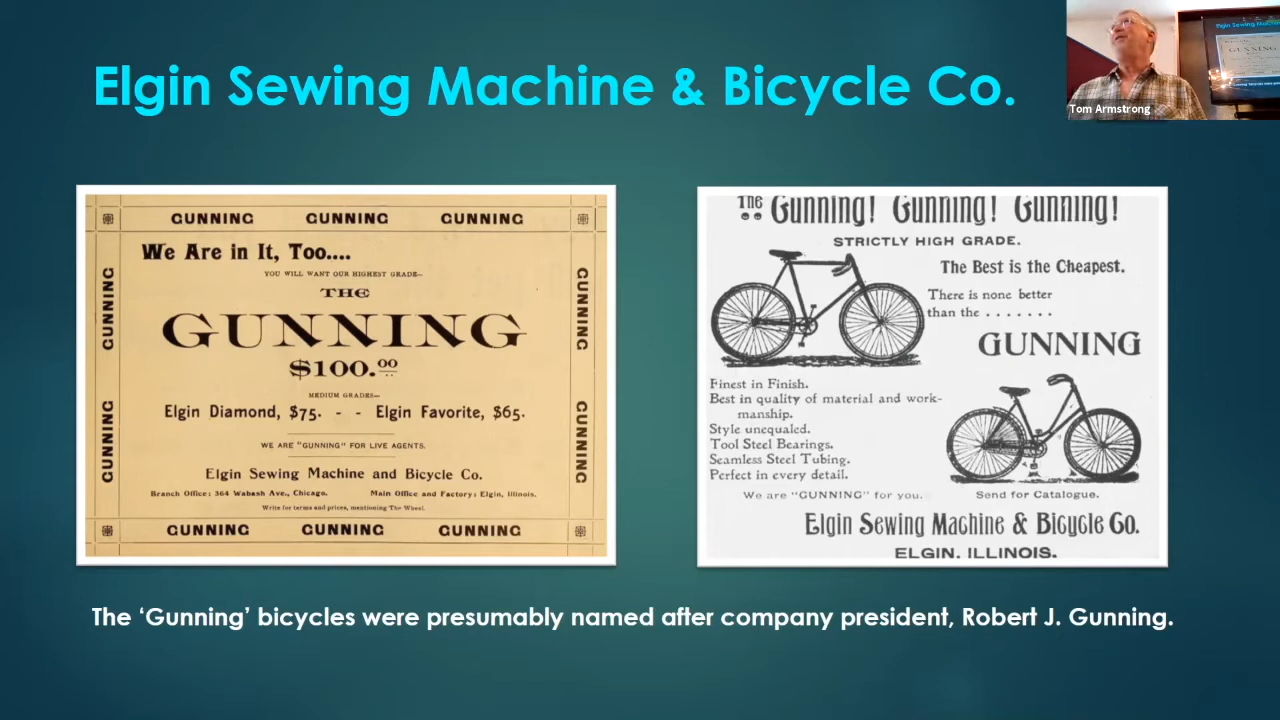 Elgin Sewing Machine & Bicycle Co.
Tom Armstrong
GUNNING GUNNING GUNNING
We Are in It, Too....
YOU WILL WANT OUR HIGHEST GRADE—
THE
GUNNING
$100.00
MEDIUM GRADES—
Elgin Diamond, $75. - - Elgin Favorite, $65.
WE ARE "GUNNING" FOR LIVE AGENTS.
Elgin Sewing Machine and Bicycle Co.
Branch Office: 364 Wabash Ave., Chicago. Main Office and Factory: Elgin, Illinois.
Write for terms and prices, mentioning The Wheel.
GUNNING GUNNING GUNNING
GUNNING
GUNNING
GUNNING
GUNNING
The Gunning! Gunning! Gunning!
STRICTLY HIGH GRADE.
The Best is the Cheapest.
There is none better
than the . . . . . . .
GUNNING
Finest in Finish.
Best in quality of material and work-
manship.
Style unequaled.
Tool Steel Bearings.
Seamless Steel Tubing.
Perfect in every detail.
We are "GUNNING" for you. Send for Catalogue.
Elgin Sewing Machine & Bicycle Co.
ELGIN, ILLINOIS.
The 'Gunning' bicycles were presumably named after company president, Robert J. Gunning.